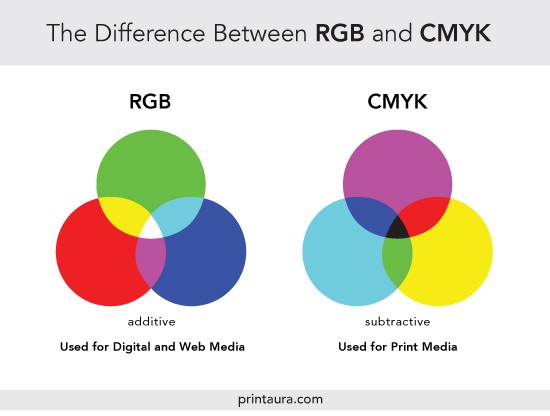 The Difference Between RGB and CMYK
RGB
CMYK
additive
subtractive
Used for Digital and Web Media
Used for Print Media
printaura.com